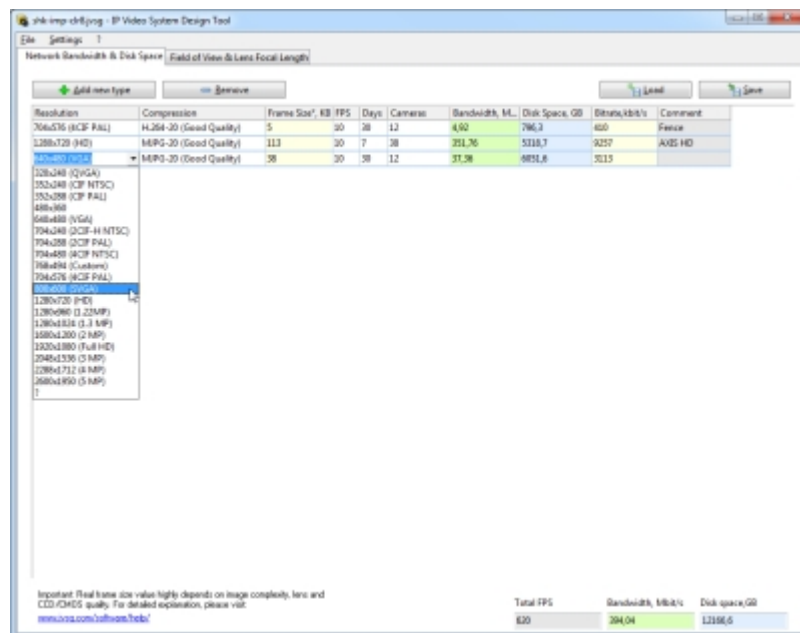 zhk-imp-dr8.jvsg - IP Video System Design Tool
File Settings ?
Network Bandwidth & Disk Space Field of View & Lens Focal Length
Add new type Remove Load Save
Resolution Compression Frame Size*, KB FPS Days Cameras Bandwidth, M... Disk Space, GB Bitrate,kbit/s Comment
704x576 (4CIF PAL) H.264-20 (Good Quality) 5 10 30 12 4,92 796,3 410 Fence
1280x720 (HD) MJPG-20 (Good Quality) 113 10 7 38 351,76 5318,7 9257 AXIS HD
640x480 (VGA) MJPG-20 (Good Quality) 38 10 30 12 37,36 6051,6 3113
320x240 (QVGA)
352x240 (CIF NTSC)
352x288 (CIF PAL)
480x360
640x480 (VGA)
704x240 (2CIF-H NTSC)
704x288 (2CIF PAL)
704x480 (4CIF NTSC)
768x494 (Custom)
704x576 (4CIF PAL)
800x600 (SVGA)
1280x720 (HD)
1280x960 (1.22MP)
1280x1024 (1.3 MP)
1600x1200 (2 MP)
1920x1080 (Full HD)
2048x1536 (3 MP)
2288x1712 (4 MP)
2600x1950 (5 MP)
?
Important: Real frame size value highly depends on image complexity, lens and
CCD/CMOS quality. For detailed explanation, please visit
www.jvsg.com/software/help/
Total FPS Bandwidth, Mbit/s Disk space,GB
620 394,04 12166,6